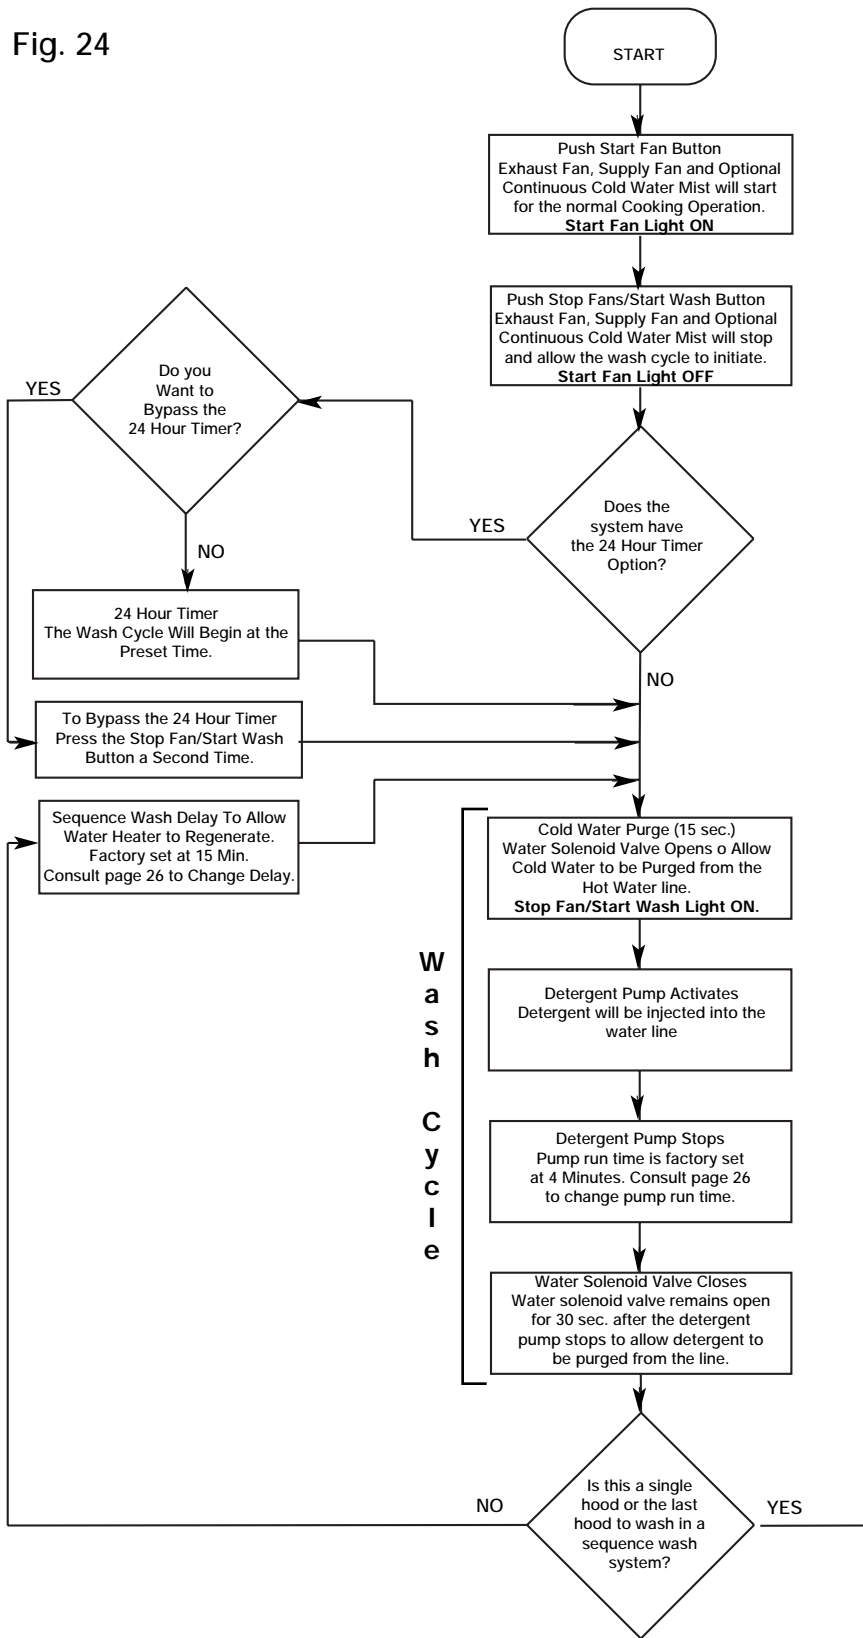 Fig. 24
START
Push Start Fan Button
Exhaust Fan, Supply Fan and Optional
Continuous Cold Water Mist will start
for the normal Cooking Operation.
Start Fan Light ON
Push Stop Fans/Start Wash Button
Exhaust Fan, Supply Fan and Optional
Continuous Cold Water Mist will stop
and allow the wash cycle to initiate.
Start Fan Light OFF
Does the
system have
the 24 Hour Timer
Option?
YES
NO
Do you
Want to
Bypass the
24 Hour Timer?
YES
NO
24 Hour Timer
The Wash Cycle Will Begin at the
Preset Time.
To Bypass the 24 Hour Timer
Press the Stop Fan/Start Wash
Button a Second Time.
Sequence Wash Delay To Allow
Water Heater to Regenerate.
Factory set at 15 Min.
Consult page 26 to Change Delay.
Wash Cycle
Cold Water Purge (15 sec.)
Water Solenoid Valve Opens o Allow
Cold Water to be Purged from the
Hot Water line.
Stop Fan/Start Wash Light ON.
Detergent Pump Activates
Detergent will be injected into the
water line
Detergent Pump Stops
Pump run time is factory set
at 4 Minutes. Consult page 26
to change pump run time.
Water Solenoid Valve Closes
Water solenoid valve remains open
for 30 sec. after the detergent
pump stops to allow detergent to
be purged from the line.
Is this a single
hood or the last
hood to wash in a
sequence wash
system?
NO
YES